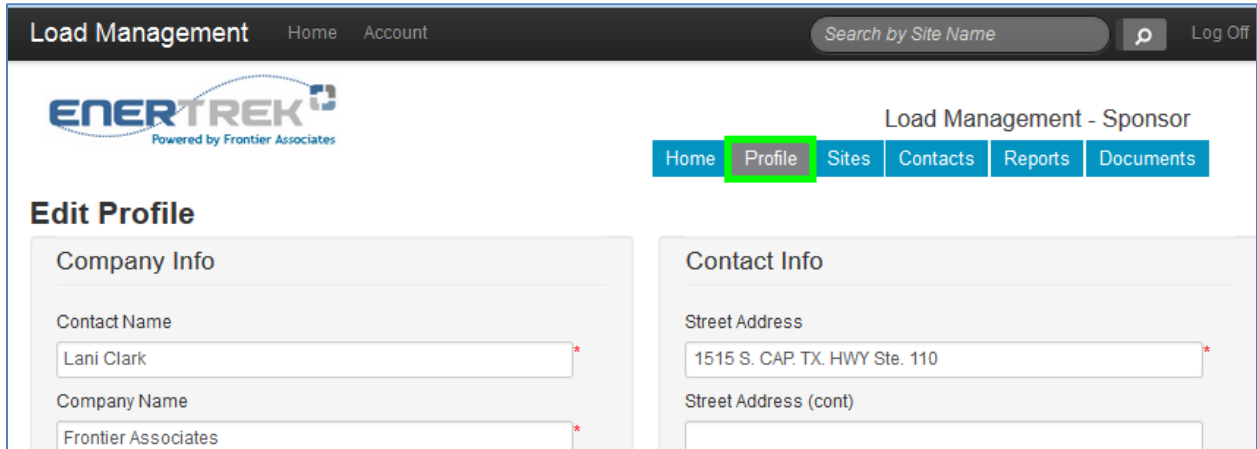 Load Management Home Account Search by Site Name Log Off
ENERTREK
Powered by Frontier Associates
Load Management - Sponsor
Home Profile Sites Contacts Reports Documents
Edit Profile
Company Info
Contact Name
Lani Clark *
Company Name
Frontier Associates *
Contact Info
Street Address
1515 S. CAP. TX. HWY Ste. 110 *
Street Address (cont)